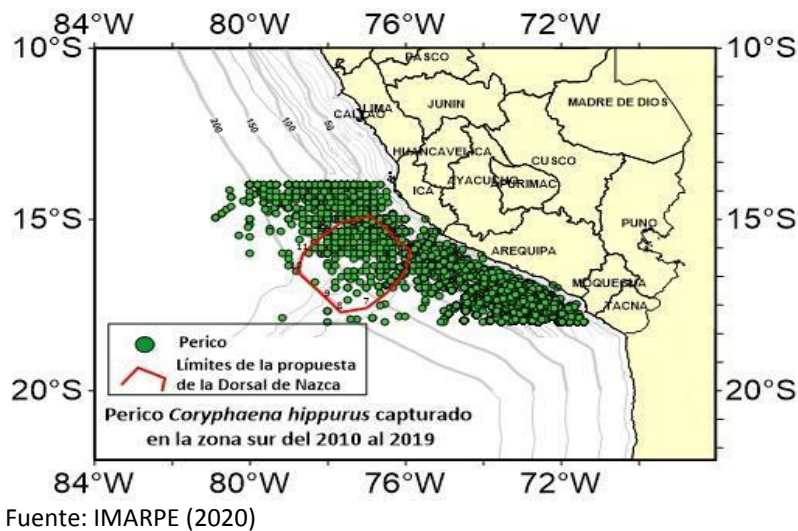 84°W 80°W 76°W 72°W
10°S 10°S
PASCO
LIMA
CALLAO
JUNIN
MADRE DE DIOS
200 150 100 50
HUANCAVELICA
CUSCO
ICA
AYACUCHO
APURIMAC
PUNO
15°S 15°S
AREQUIPA
MOQUEGUA
TACNA
9
8
7
Perico
Límites de la propuesta
de la Dorsal de Nazca
20°S 20°S
Perico Coryphaena hippurus capturado
en la zona sur del 2010 al 2019
84°W 80°W 76°W 72°W
Fuente: IMARPE (2020)